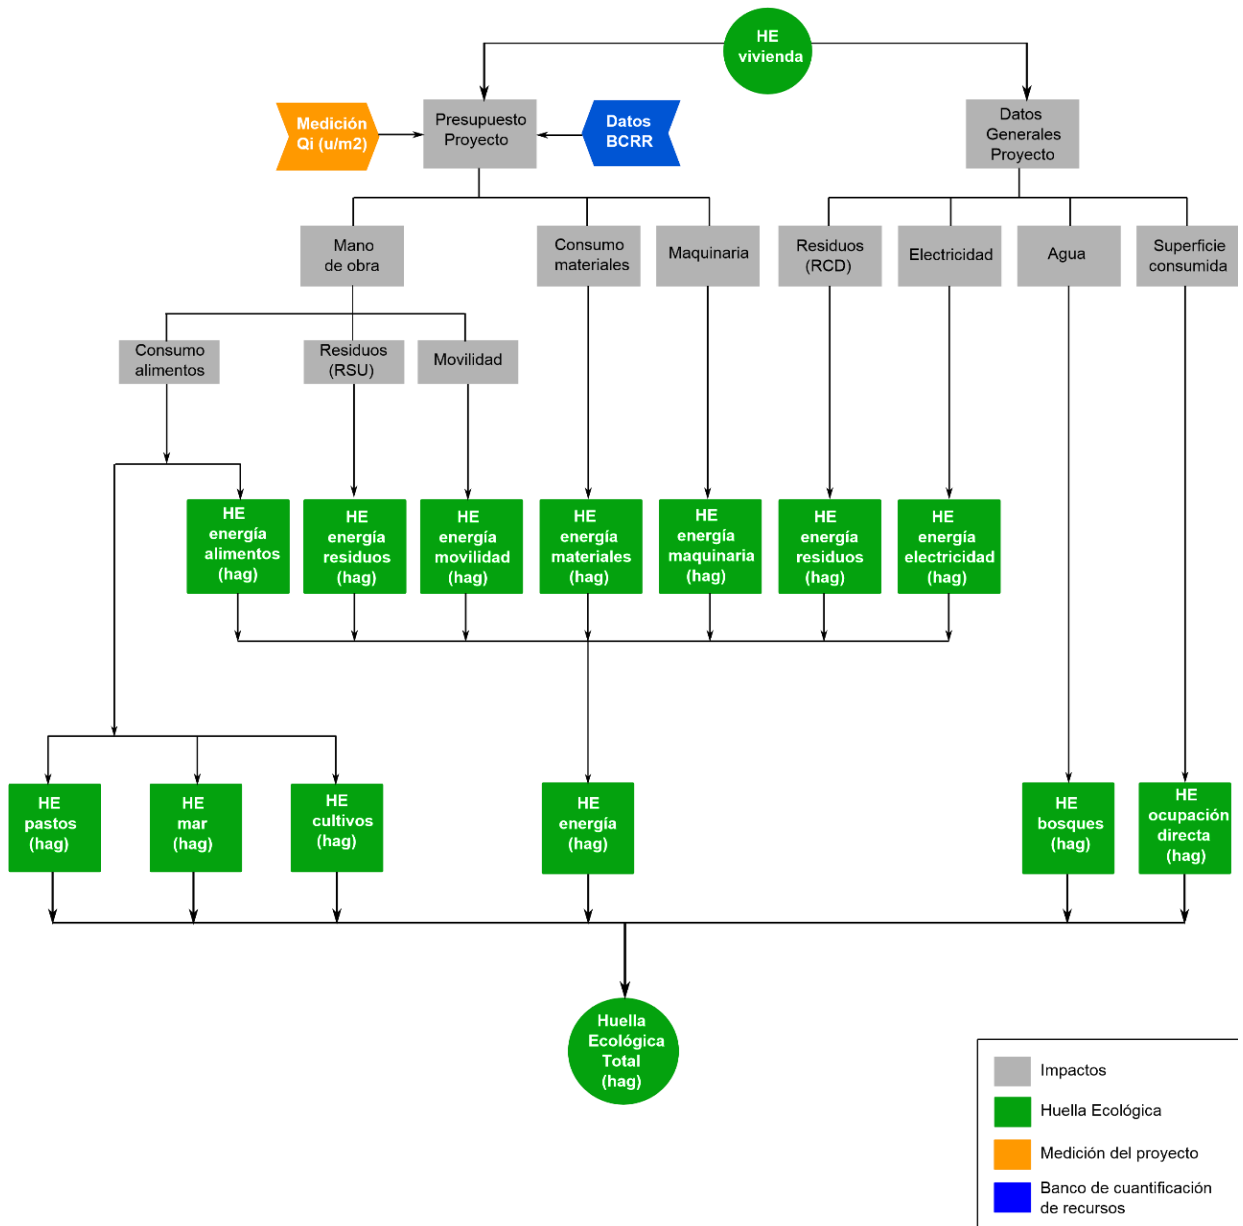 HE
vivienda
Medición
Qi (u/m2)
Presupuesto
Proyecto
Datos
BCRR
Datos
Generales
Proyecto
Mano
de obra
Consumo
materiales
Maquinaria
Residuos
(RCD)
Electricidad
Agua
Superficie
consumida
Consumo
alimentos
Residuos
(RSU)
Movilidad
HE
energía
alimentos
(hag)
HE
energía
residuos
(hag)
HE
energía
movilidad
(hag)
HE
energía
materiales
(hag)
HE
energía
maquinaria
(hag)
HE
energía
residuos
(hag)
HE
energía
electricidad
(hag)
HE
pastos
(hag)
HE
mar
(hag)
HE
cultivos
(hag)
HE
energía
(hag)
HE
bosques
(hag)
HE
ocupación
directa
(hag)
Huella
Ecológica
Total
(hag)
Impactos
Huella Ecológica
Medición del proyecto
Banco de cuantificación
de recursos